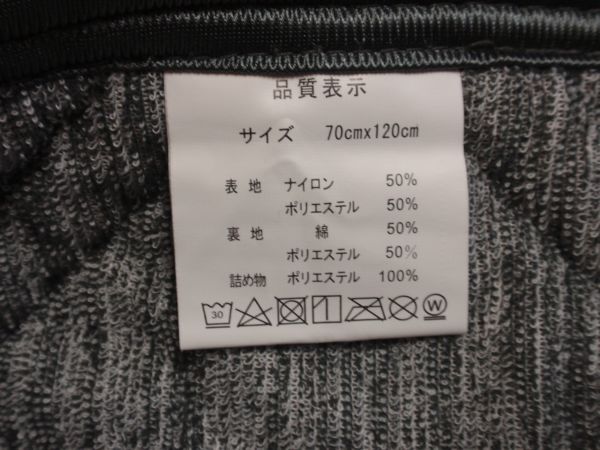 品質表示
サイズ 70cmx120cm
表 地 ナイロン 50%
ポリエステル 50%
裏 地 綿 50%
ポリエステル 50%
詰め物 ポリエステル 100%
30 W